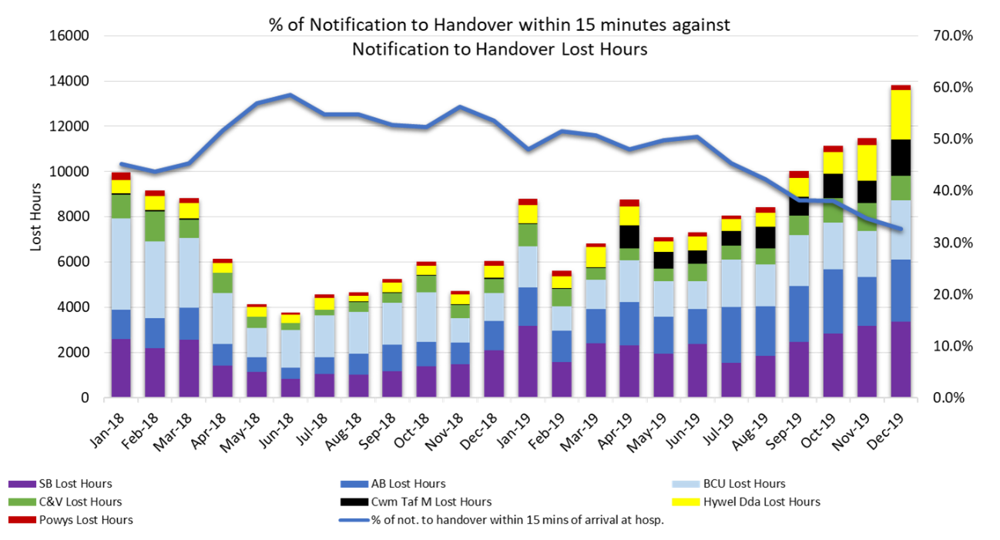 % of Notification to Handover within 15 minutes against
Notification to Handover Lost Hours
16000
14000
12000
10000
8000
6000
4000
2000
0
Lost Hours
70.0%
60.0%
50.0%
40.0%
30.0%
20.0%
10.0%
0.0%
Jan-18
Feb-18
Mar-18
Apr-18
May-18
Jun-18
Jul-18
Aug-18
Sep-18
Oct-18
Nov-18
Dec-18
Jan-19
Feb-19
Mar-19
Apr-19
May-19
Jun-19
Jul-19
Aug-19
Sep-19
Oct-19
Nov-19
Dec-19
SB Lost Hours
AB Lost Hours
BCU Lost Hours
C&V Lost Hours
Cwm Taf M Lost Hours
Hywel Dda Lost Hours
Powys Lost Hours
% of not. to handover within 15 mins of arrival at hosp.